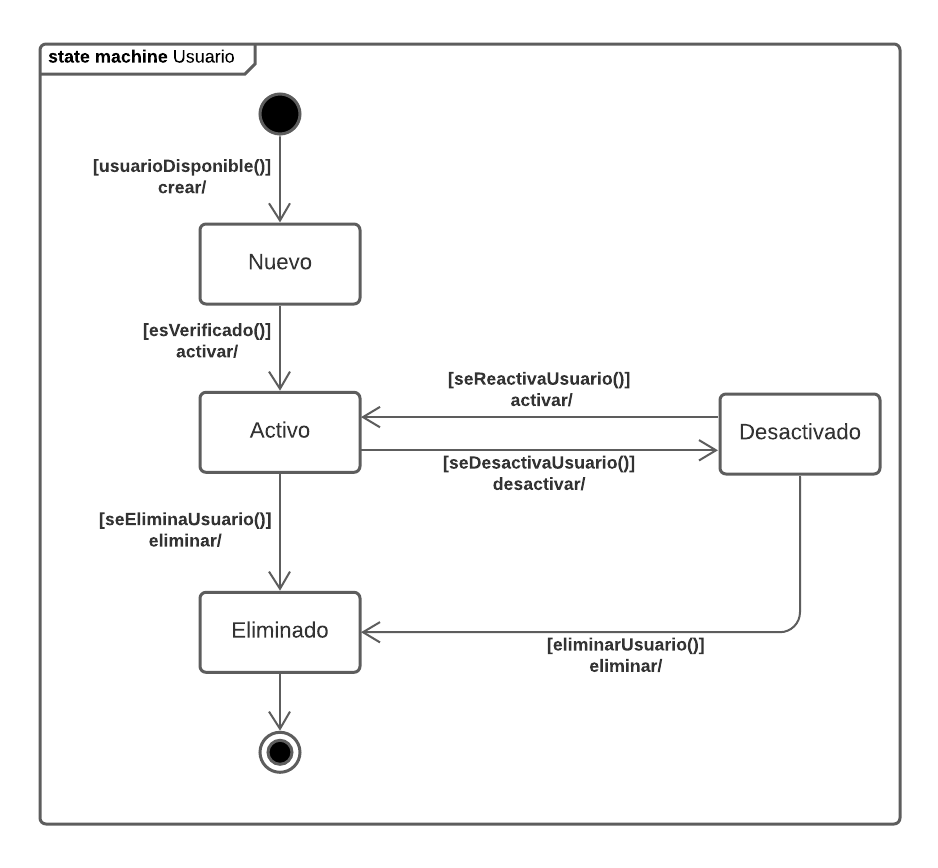 state machine Usuario
[usuarioDisponible()]
crear/
Nuevo
[esVerificado()]
activar/
[seReactivaUsuario()]
activar/
Activo
Desactivado
[seDesactivaUsuario()]
desactivar/
[seEliminaUsuario()]
eliminar/
Eliminado
[eliminarUsuario()]
eliminar/